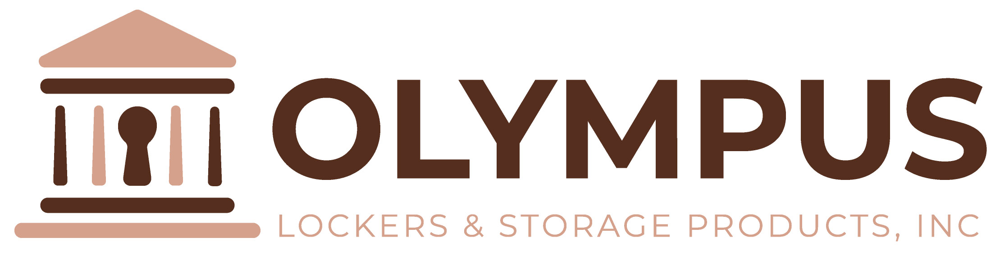 OLYMPUS
LOCKERS & STORAGE PRODUCTS, INC